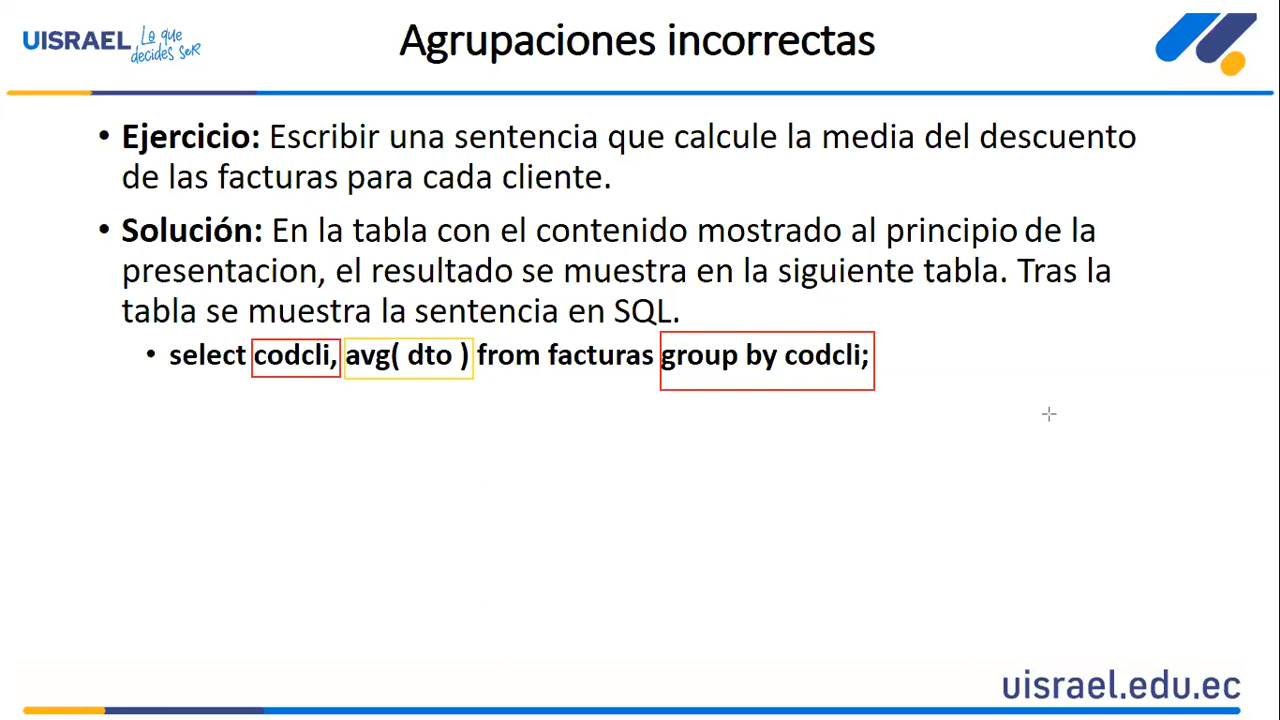 UISRAEL Lo que
decides seR
Agrupaciones incorrectas
• Ejercicio: Escribir una sentencia que calcule la media del descuento
de las facturas para cada cliente.
• Solución: En la tabla con el contenido mostrado al principio de la
presentacion, el resultado se muestra en la siguiente tabla. Tras la
tabla se muestra la sentencia en SQL.
• select codcli, avg( dto ) from facturas group by codcli;
uisrael.edu.ec